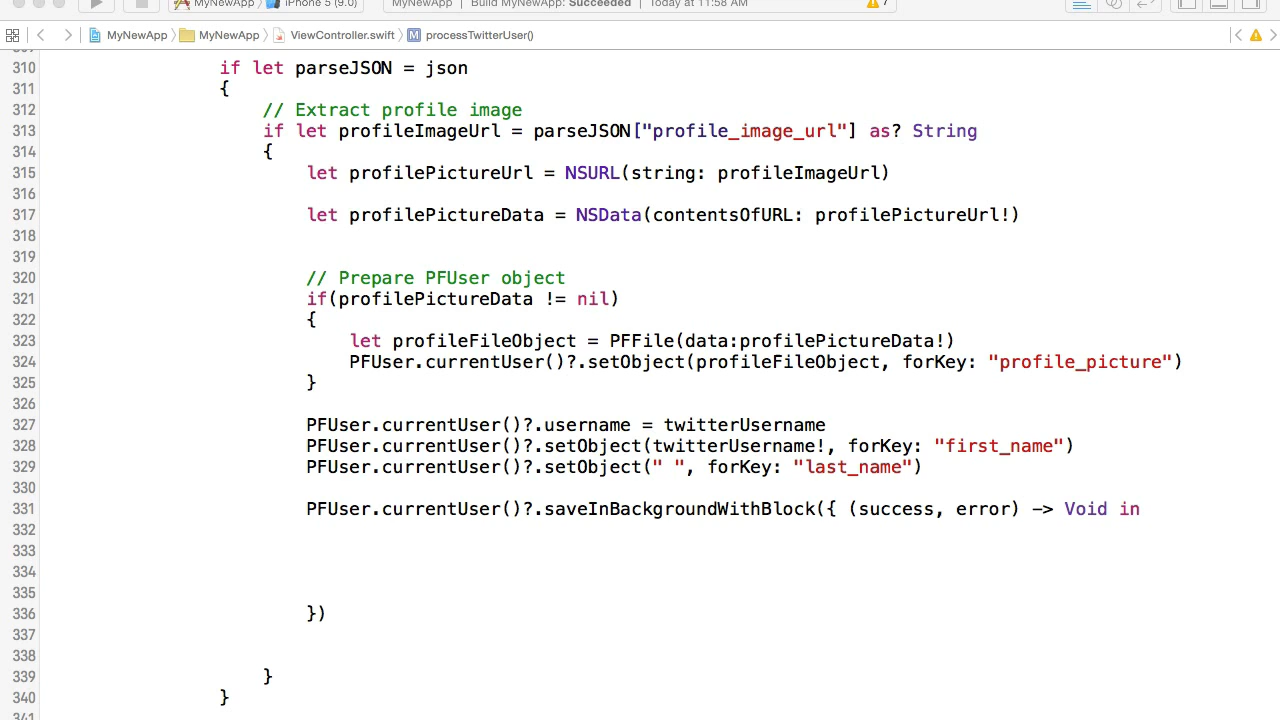 MyNewApp iPhone 5 (9.0) MyNewApp | Build MyNewApp: Succeeded | Today at 11:58 AM 7
MyNewApp MyNewApp ViewController.swift M processTwitterUser()
309
310 if let parseJSON = json
311 {
312 // Extract profile image
313 if let profileImageUrl = parseJSON["profile_image_url"] as? String
314 {
315 let profilePictureUrl = NSURL(string: profileImageUrl)
316
317 let profilePictureData = NSData(contentsOfURL: profilePictureUrl!)
318
319
320 // Prepare PFUser object
321 if(profilePictureData != nil)
322 {
323 let profileFileObject = PFFile(data:profilePictureData!)
324 PFUser.currentUser()?.setObject(profileFileObject, forKey: "profile_picture")
325 }
326
327 PFUser.currentUser()?.username = twitterUsername
328 PFUser.currentUser()?.setObject(twitterUsername!, forKey: "first_name")
329 PFUser.currentUser()?.setObject(" ", forKey: "last_name")
330
331 PFUser.currentUser()?.saveInBackgroundWithBlock({ (success, error) -> Void in
332
333
334
335
336 })
337
338
339 }
340 }
341